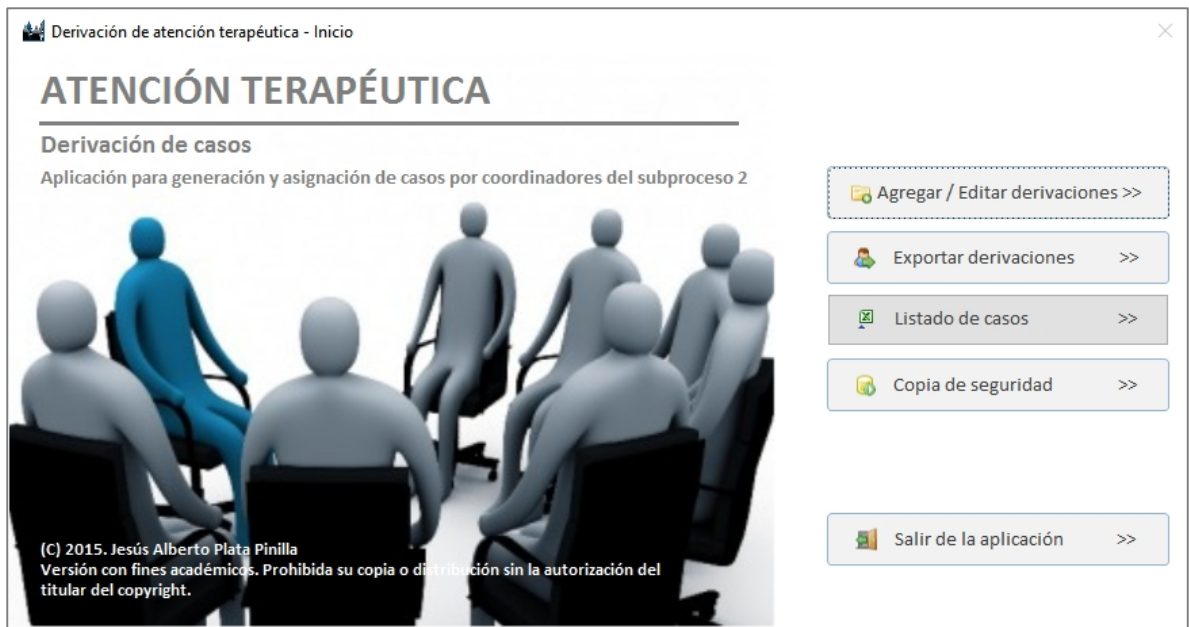 Derivación de atención terapéutica - Inicio
ATENCIÓN TERAPÉUTICA
Derivación de casos
Aplicación para generación y asignación de casos por coordinadores del subproceso 2
Agregar / Editar derivaciones >>
Exportar derivaciones >>
Listado de casos >>
Copia de seguridad >>
Salir de la aplicación >>
(C) 2015. Jesús Alberto Plata Pinilla
Versión con fines académicos. Prohibida su copia o distribución sin la autorización del
titular del copyright.